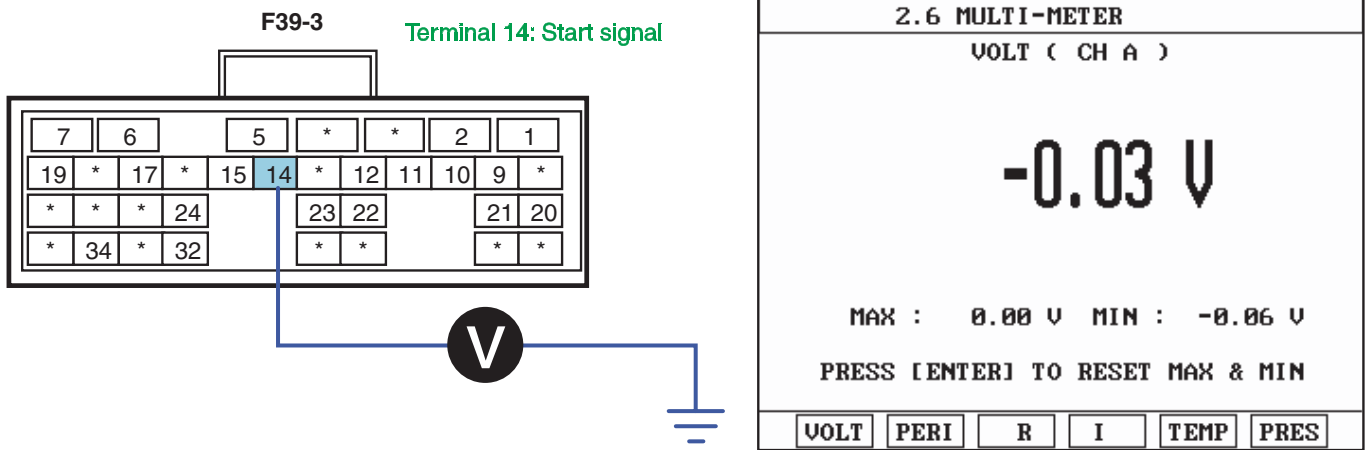 F39-3
Terminal 14: Start signal
7 6 5 * * 2 1
19 * 17 * 15 14 * 12 11 10 9 *
* * * 24 23 22 21 20
* 34 * 32 * * * *
V
2.6 MULTI-METER
VOLT ( CH A )
-0.03 V
MAX : 0.00 V MIN : -0.06 V
PRESS [ENTER] TO RESET MAX & MIN
VOLT PERI R I TEMP PRES